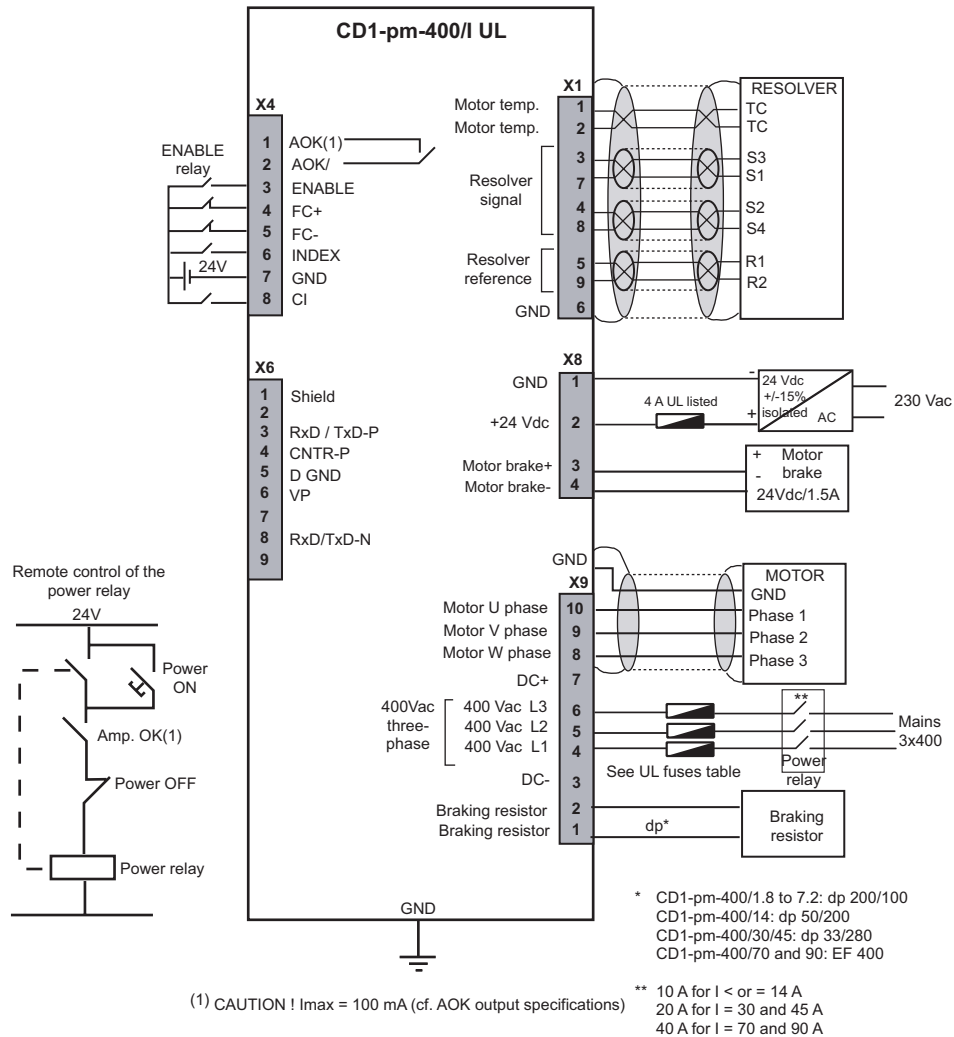 CD1-pm-400/I UL
X4
1 AOK(1)
2 AOK/
3 ENABLE
4 FC+
5 FC-
6 INDEX
7 GND
8 CI
ENABLE
relay
24V
X6
1 Shield
2
3 RxD / TxD-P
4 CNTR-P
5 D GND
6 VP
7
8 RxD/TxD-N
9
X1
Motor temp. 1
Motor temp. 2
3
7
Resolver
signal
4
8
Resolver
reference
5
9
GND 6
RESOLVER
TC
TC
S3
S1
S2
S4
R1
R2
X8
GND 1
+24 Vdc 2
Motor brake+ 3
Motor brake- 4
4 A UL listed
-
+
24 Vdc
+/-15%
isolated
AC
230 Vac
+ Motor
- brake
24Vdc/1.5A
GND
X9
Motor U phase 10
Motor V phase 9
Motor W phase 8
DC+ 7
400Vac
three-
phase
400 Vac L3 6
400 Vac L2 5
400 Vac L1 4
DC- 3
Braking resistor 2
Braking resistor 1
MOTOR
GND
Phase 1
Phase 2
Phase 3
**
Mains
3x400
Power
relay
See UL fuses table
dp*
Braking
resistor
Remote control of the
power relay
24V
Power
ON
Amp. OK(1)
Power OFF
Power relay
GND
* CD1-pm-400/1.8 to 7.2: dp 200/100
CD1-pm-400/14: dp 50/200
CD1-pm-400/30/45: dp 33/280
CD1-pm-400/70 and 90: EF 400
(1) CAUTION ! Imax = 100 mA (cf. AOK output specifications)
** 10 A for I < or = 14 A
20 A for I = 30 and 45 A
40 A for I = 70 and 90 A